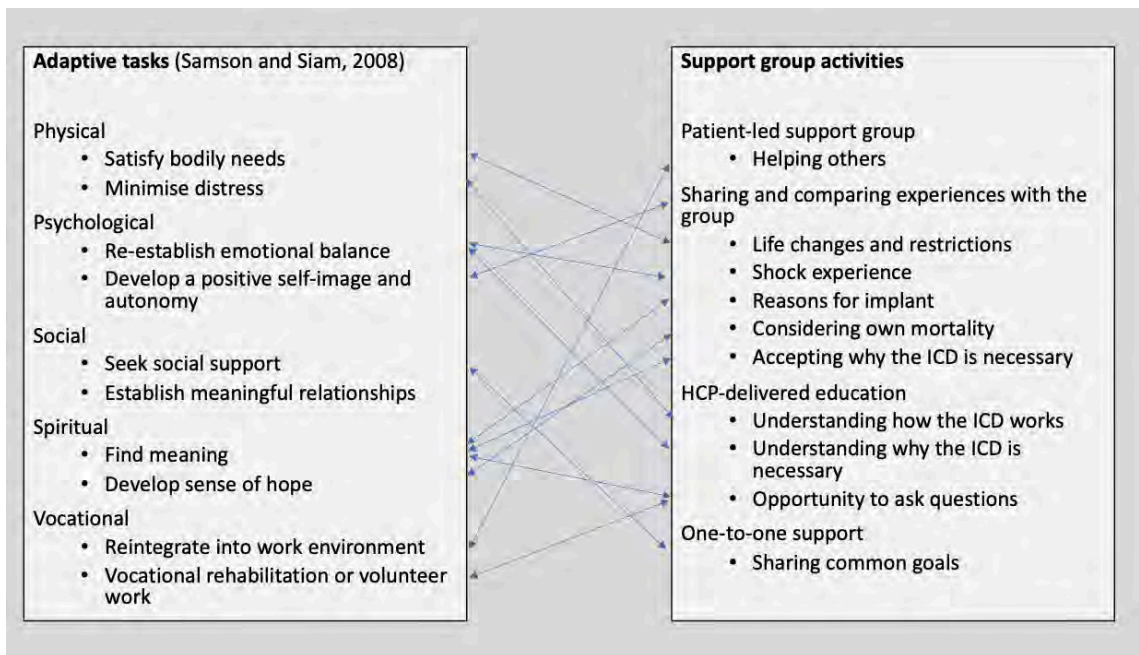 Adaptive tasks (Samson and Siam, 2008)
Physical
• Satisfy bodily needs
• Minimise distress
Psychological
• Re-establish emotional balance
• Develop a positive self-image and
autonomy
Social
• Seek social support
• Establish meaningful relationships
Spiritual
• Find meaning
• Develop sense of hope
Vocational
• Reintegrate into work environment
• Vocational rehabilitation or volunteer
work
Support group activities
Patient-led support group
• Helping others
Sharing and comparing experiences with the
group
• Life changes and restrictions
• Shock experience
• Reasons for implant
• Considering own mortality
• Accepting why the ICD is necessary
HCP-delivered education
• Understanding how the ICD works
• Understanding why the ICD is
necessary
• Opportunity to ask questions
One-to-one support
• Sharing common goals